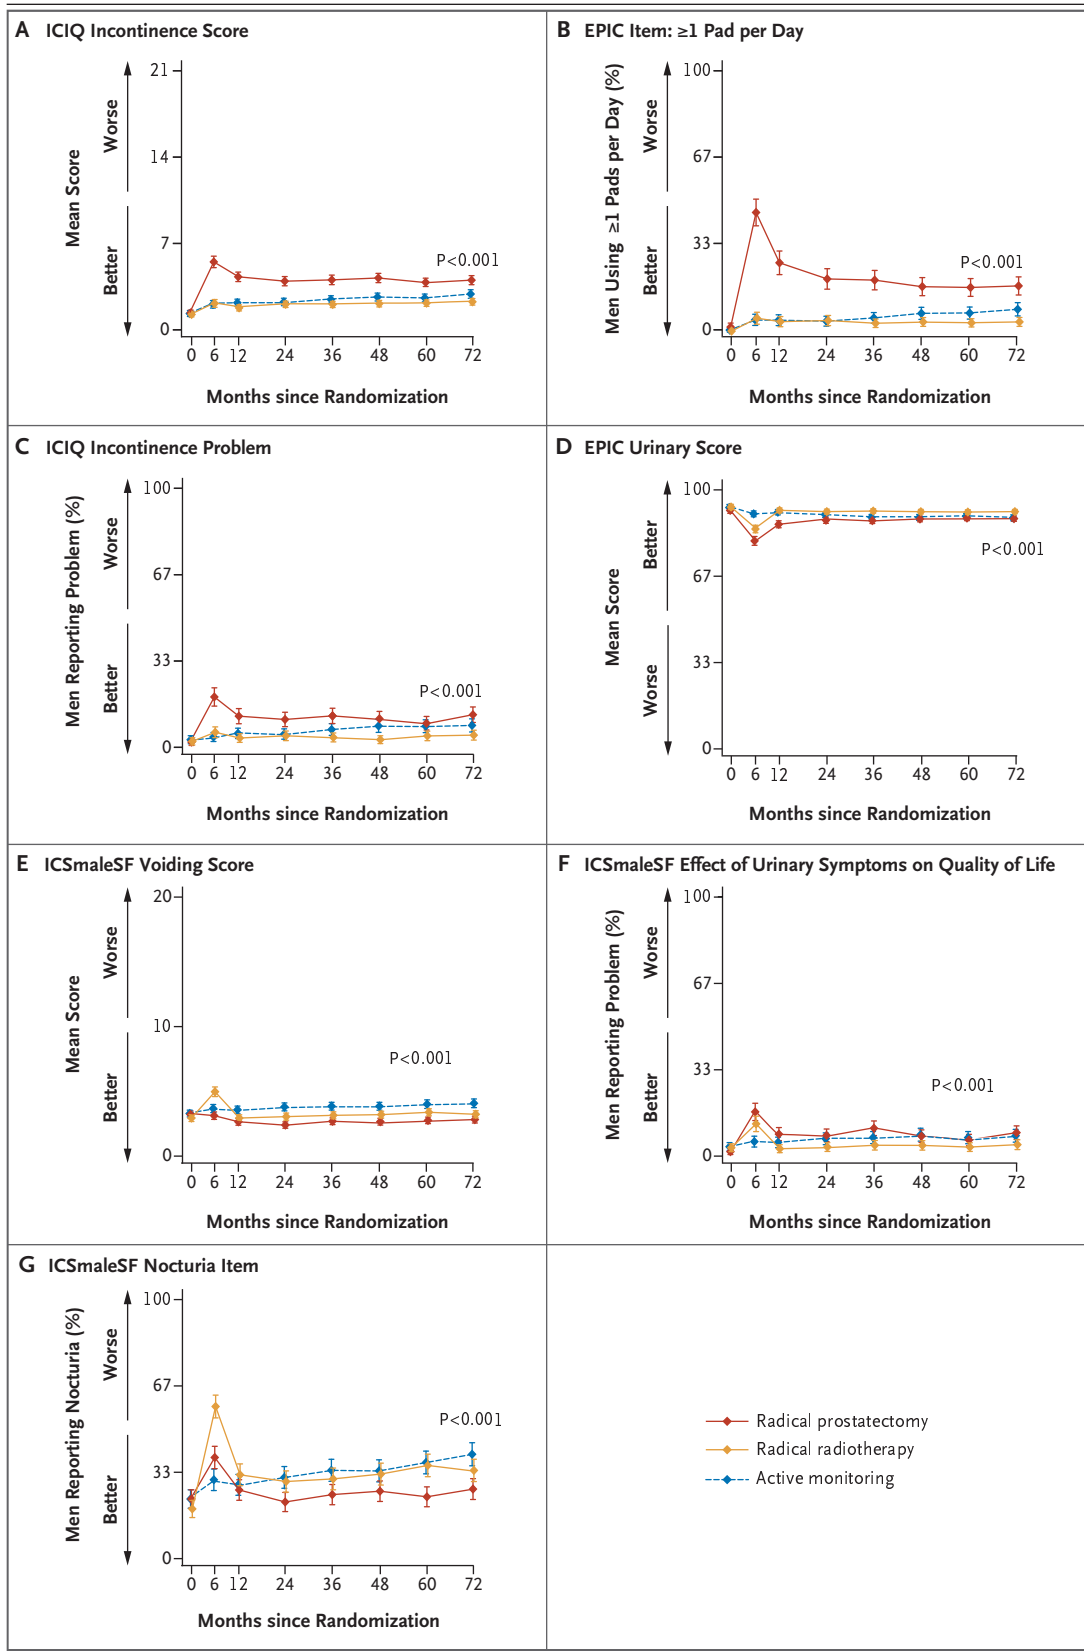 A ICIQ Incontinence Score
Mean Score
Worse
Better
21
14
7
0
P<0.001
0 6 12 24 36 48 60 72
Months since Randomization
B EPIC Item: ≥1 Pad per Day
Men Using ≥1 Pads per Day (%)
Worse
Better
100
67
33
0
P<0.001
0 6 12 24 36 48 60 72
Months since Randomization
C ICIQ Incontinence Problem
Men Reporting Problem (%)
Worse
Better
100
67
33
0
P<0.001
0 6 12 24 36 48 60 72
Months since Randomization
D EPIC Urinary Score
Mean Score
Better
Worse
100
67
33
0
P<0.001
0 6 12 24 36 48 60 72
Months since Randomization
E ICSmaleSF Voiding Score
Mean Score
Worse
Better
20
10
0
P<0.001
0 6 12 24 36 48 60 72
Months since Randomization
F ICSmaleSF Effect of Urinary Symptoms on Quality of Life
Men Reporting Problem (%)
Worse
Better
100
67
33
0
P<0.001
0 6 12 24 36 48 60 72
Months since Randomization
G ICSmaleSF Nocturia Item
Men Reporting Nocturia (%)
Worse
Better
100
67
33
0
P<0.001
0 6 12 24 36 48 60 72
Months since Randomization
Radical prostatectomy
Radical radiotherapy
Active monitoring